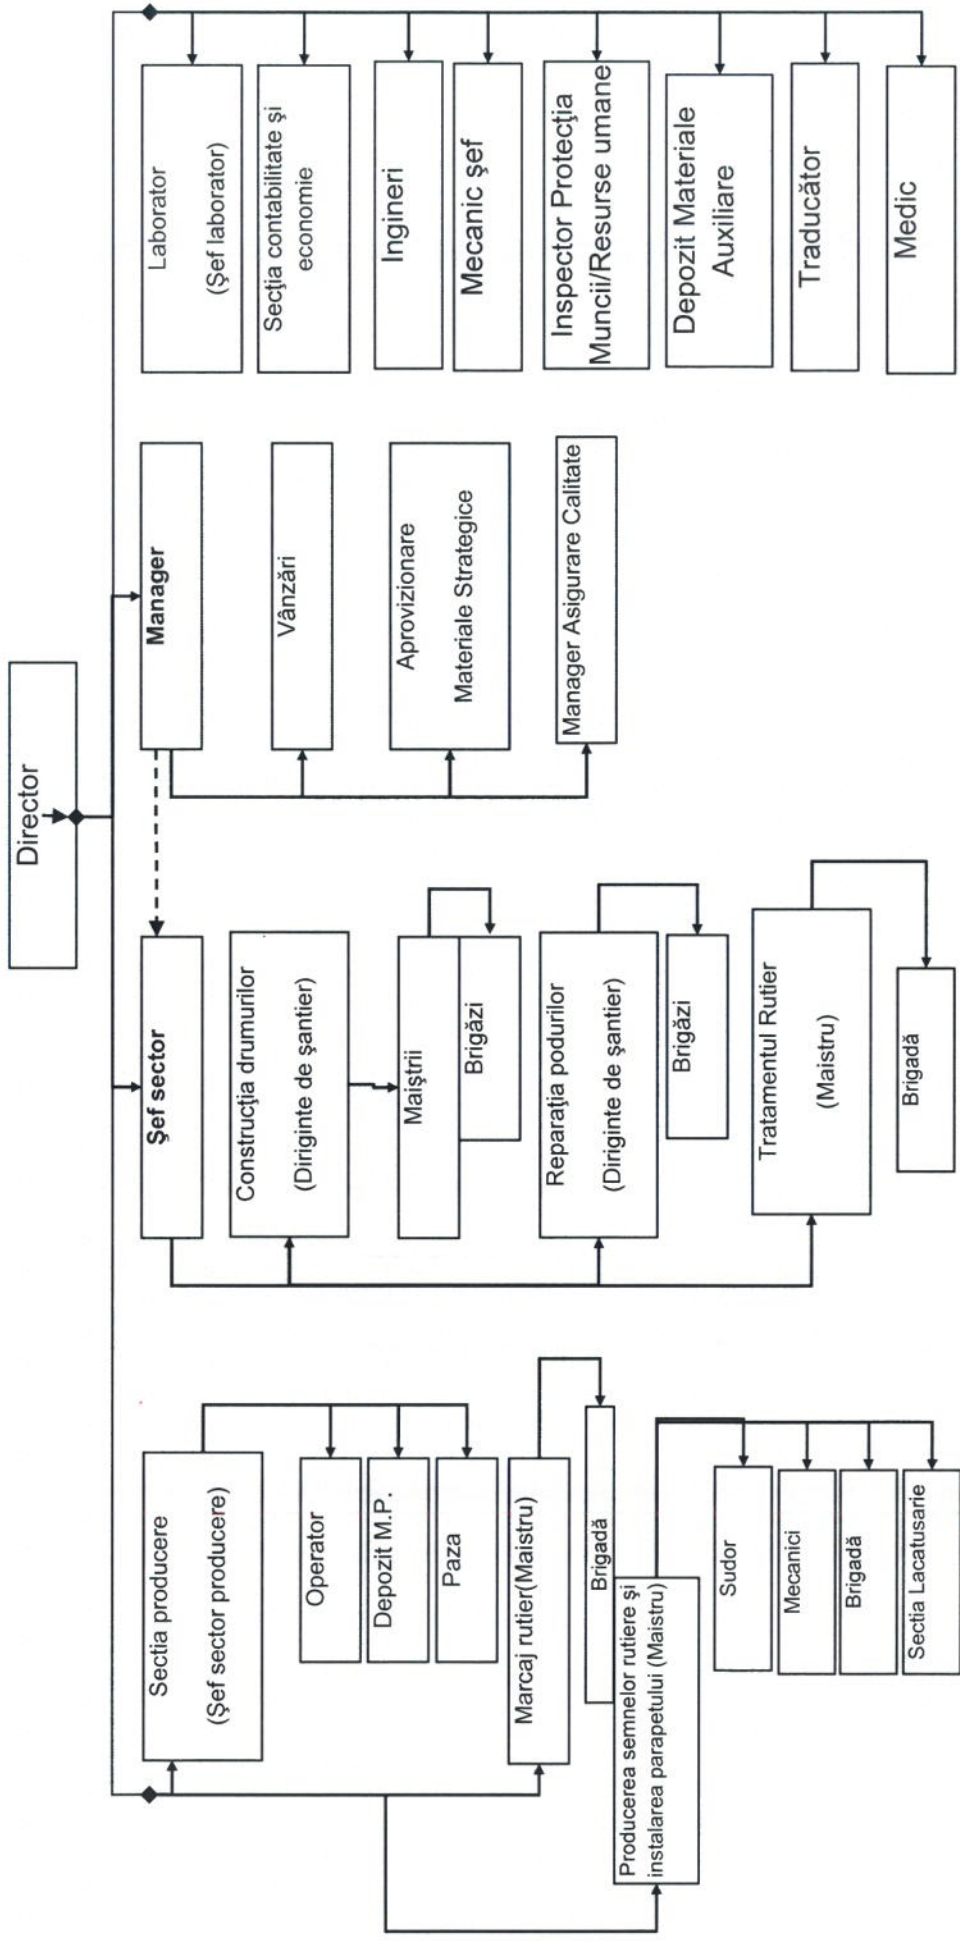 Director
Sectia producere
(Şef sector producere)
Operator
Depozit M.P.
Paza
Marcaj rutier(Maistru)
Brigadă
Producerea semnelor rutiere şi
instalarea parapetului (Maistru)
Sudor
Mecanici
Brigadă
Sectia Lacatusarie
Şef sector
Construcţia drumurilor
(Diriginte de şantier)
Maiştrii
Brigăzi
Reparaţia podurilor
(Diriginte de şantier)
Brigăzi
Tratamentul Rutier
(Maistru)
Brigadă
Manager
Vânzări
Aprovizionare
Materiale Strategice
Manager Asigurare Calitate
Laborator
(Şef laborator)
Secţia contabilitate şi
economie
Ingineri
Mecanic şef
Inspector Protecţia
Muncii/Resurse umane
Depozit Materiale
Auxiliare
Traducător
Medic